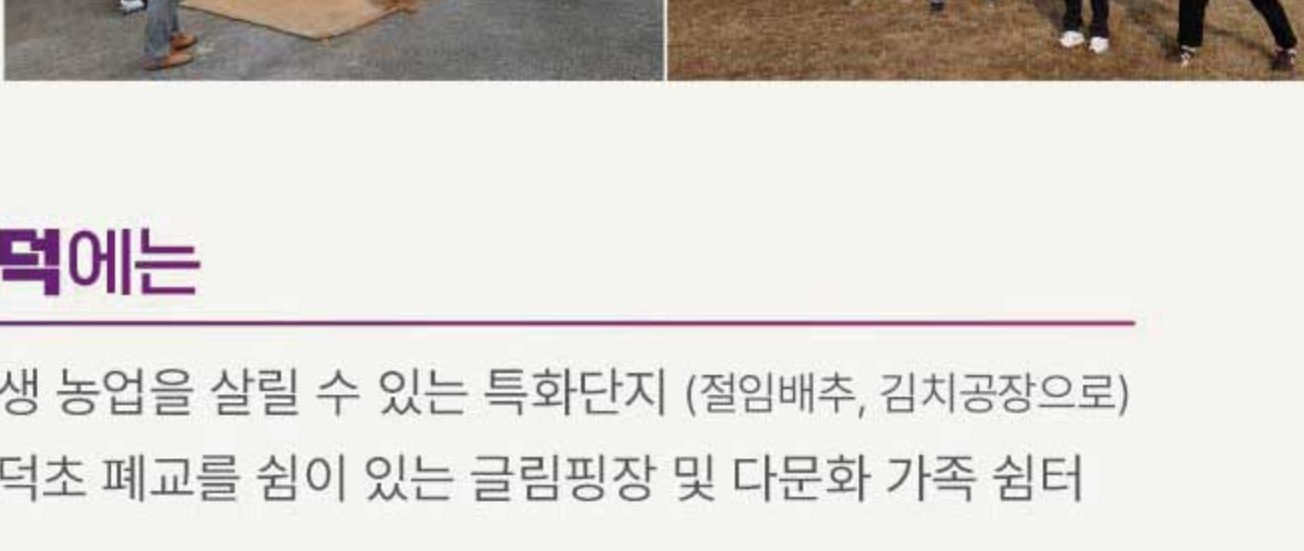 덕에는
생 농업을 살릴 수 있는 특화단지 (절임배추, 김치공장으로)
덕초 폐교를 쉼이 있는 글림핑장 및 다문화 가족 쉼터